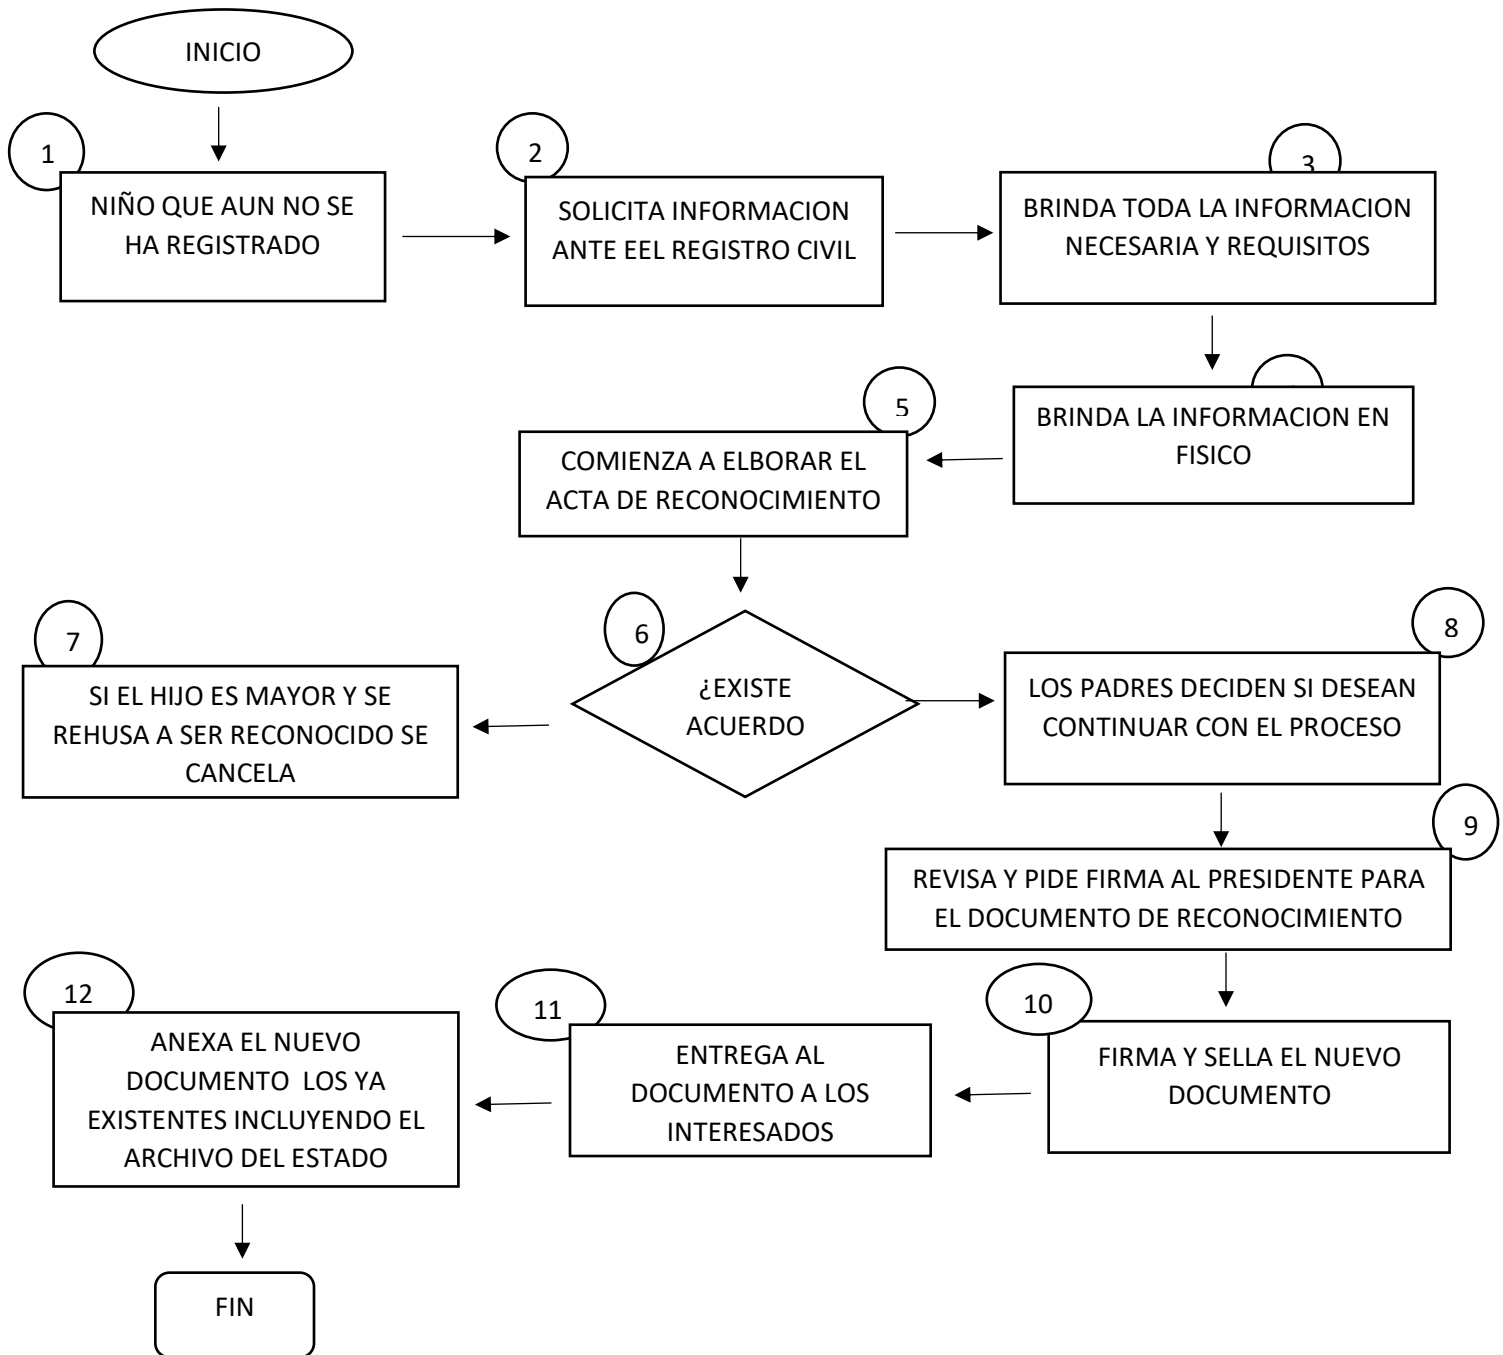 INICIO
1
NIÑO QUE AUN NO SE
HA REGISTRADO
2
SOLICITA INFORMACION
ANTE EEL REGISTRO CIVIL
3
BRINDA TODA LA INFORMACION
NECESARIA Y REQUISITOS
BRINDA LA INFORMACION EN
FISICO
5
COMIENZA A ELBORAR EL
ACTA DE RECONOCIMIENTO
6
¿EXISTE
ACUERDO
7
SI EL HIJO ES MAYOR Y SE
REHUSA A SER RECONOCIDO SE
CANCELA
8
LOS PADRES DECIDEN SI DESEAN
CONTINUAR CON EL PROCESO
9
REVISA Y PIDE FIRMA AL PRESIDENTE PARA
EL DOCUMENTO DE RECONOCIMIENTO
10
FIRMA Y SELLA EL NUEVO
DOCUMENTO
11
ENTREGA AL
DOCUMENTO A LOS
INTERESADOS
12
ANEXA EL NUEVO
DOCUMENTO  LOS YA
EXISTENTES INCLUYENDO EL
ARCHIVO DEL ESTADO
FIN